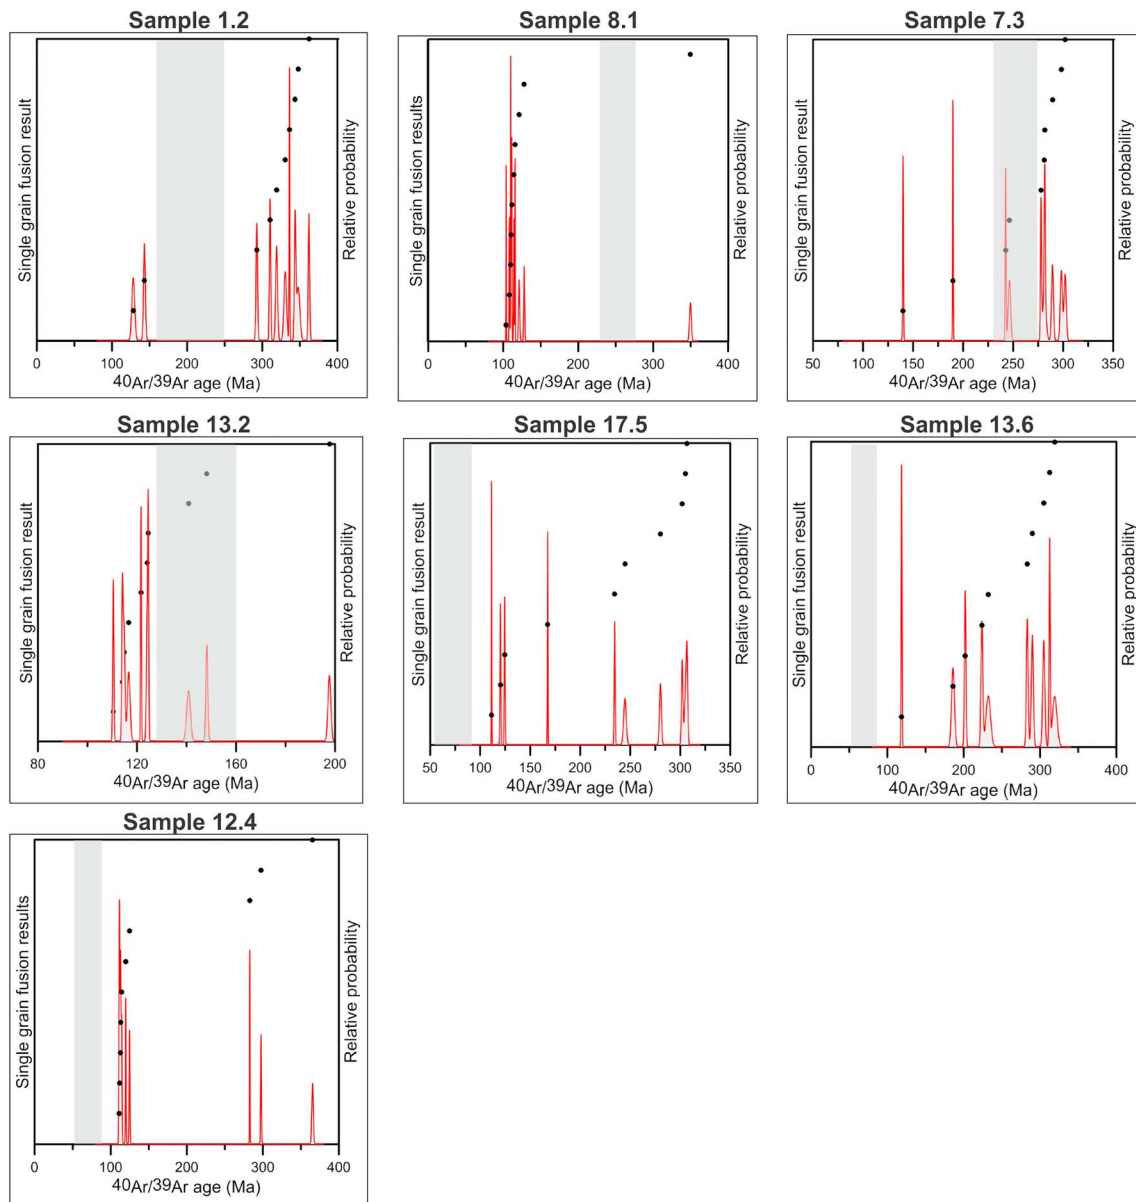 Sample 1.2
Single grain fusion result
Relative probability
0 100 200 300 400
40Ar/39Ar age (Ma)
Sample 8.1
Single grain fusion results
Relative probability
0 100 200 300 400
40Ar/39Ar age (Ma)
Sample 7.3
Single grain fusion result
Relative probability
50 100 150 200 250 300 350
40Ar/39Ar age (Ma)
Sample 13.2
Single grain fusion result
Relative probability
80 120 160 200
40Ar/39Ar age (Ma)
Sample 17.5
Single grain fusion result
Relative probability
50 100 150 200 250 300 350
40Ar/39Ar age (Ma)
Sample 13.6
Single grain fusion result
Relative probability
0 100 200 300 400
40Ar/39Ar age (Ma)
Sample 12.4
Single grain fusion results
Relative probability
0 100 200 300 400
40Ar/39Ar age (Ma)